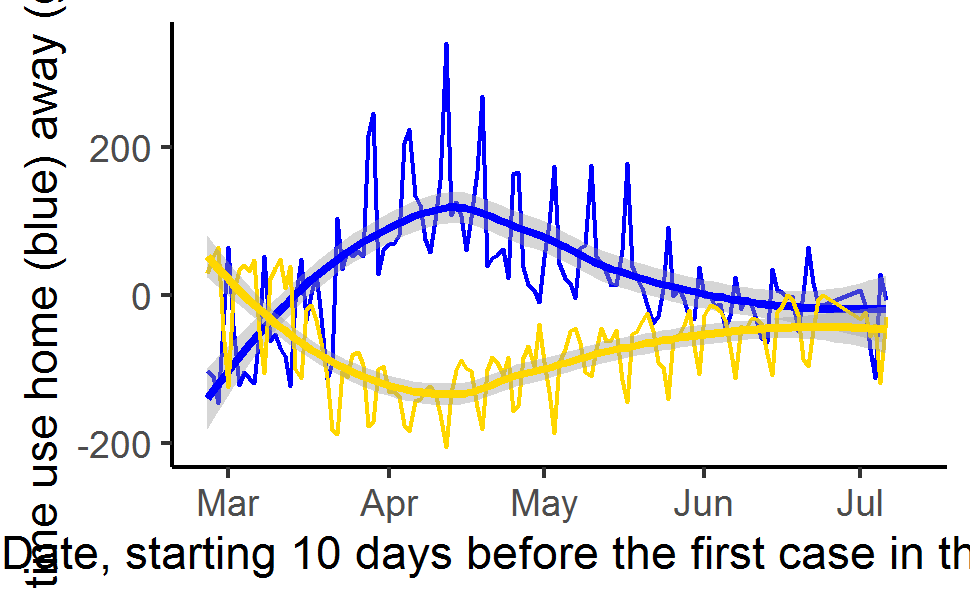 time use home (blue) away (
200
0
-200
Mar Apr May Jun Jul
Date, starting 10 days before the first case in th